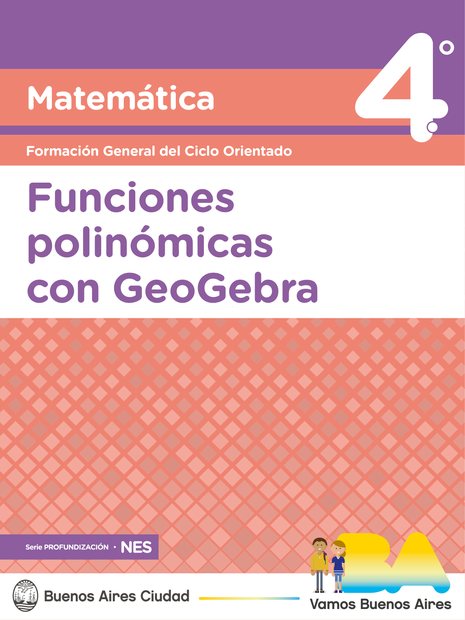 4°
Matemática
Formación General del Ciclo Orientado
Funciones
polinómicas
con GeoGebra
Serie PROFUNDIZACIÓN · NES
BA
Buenos Aires Ciudad
Vamos Buenos Aires